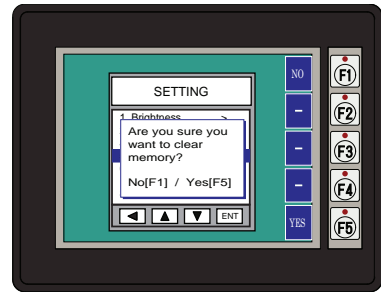 SETTING
1. Brightness >
Are you sure you
want to clear
memory?
No[F1] / Yes[F5]
ENT
NO
-
-
-
YES
F1
F2
F3
F4
F5